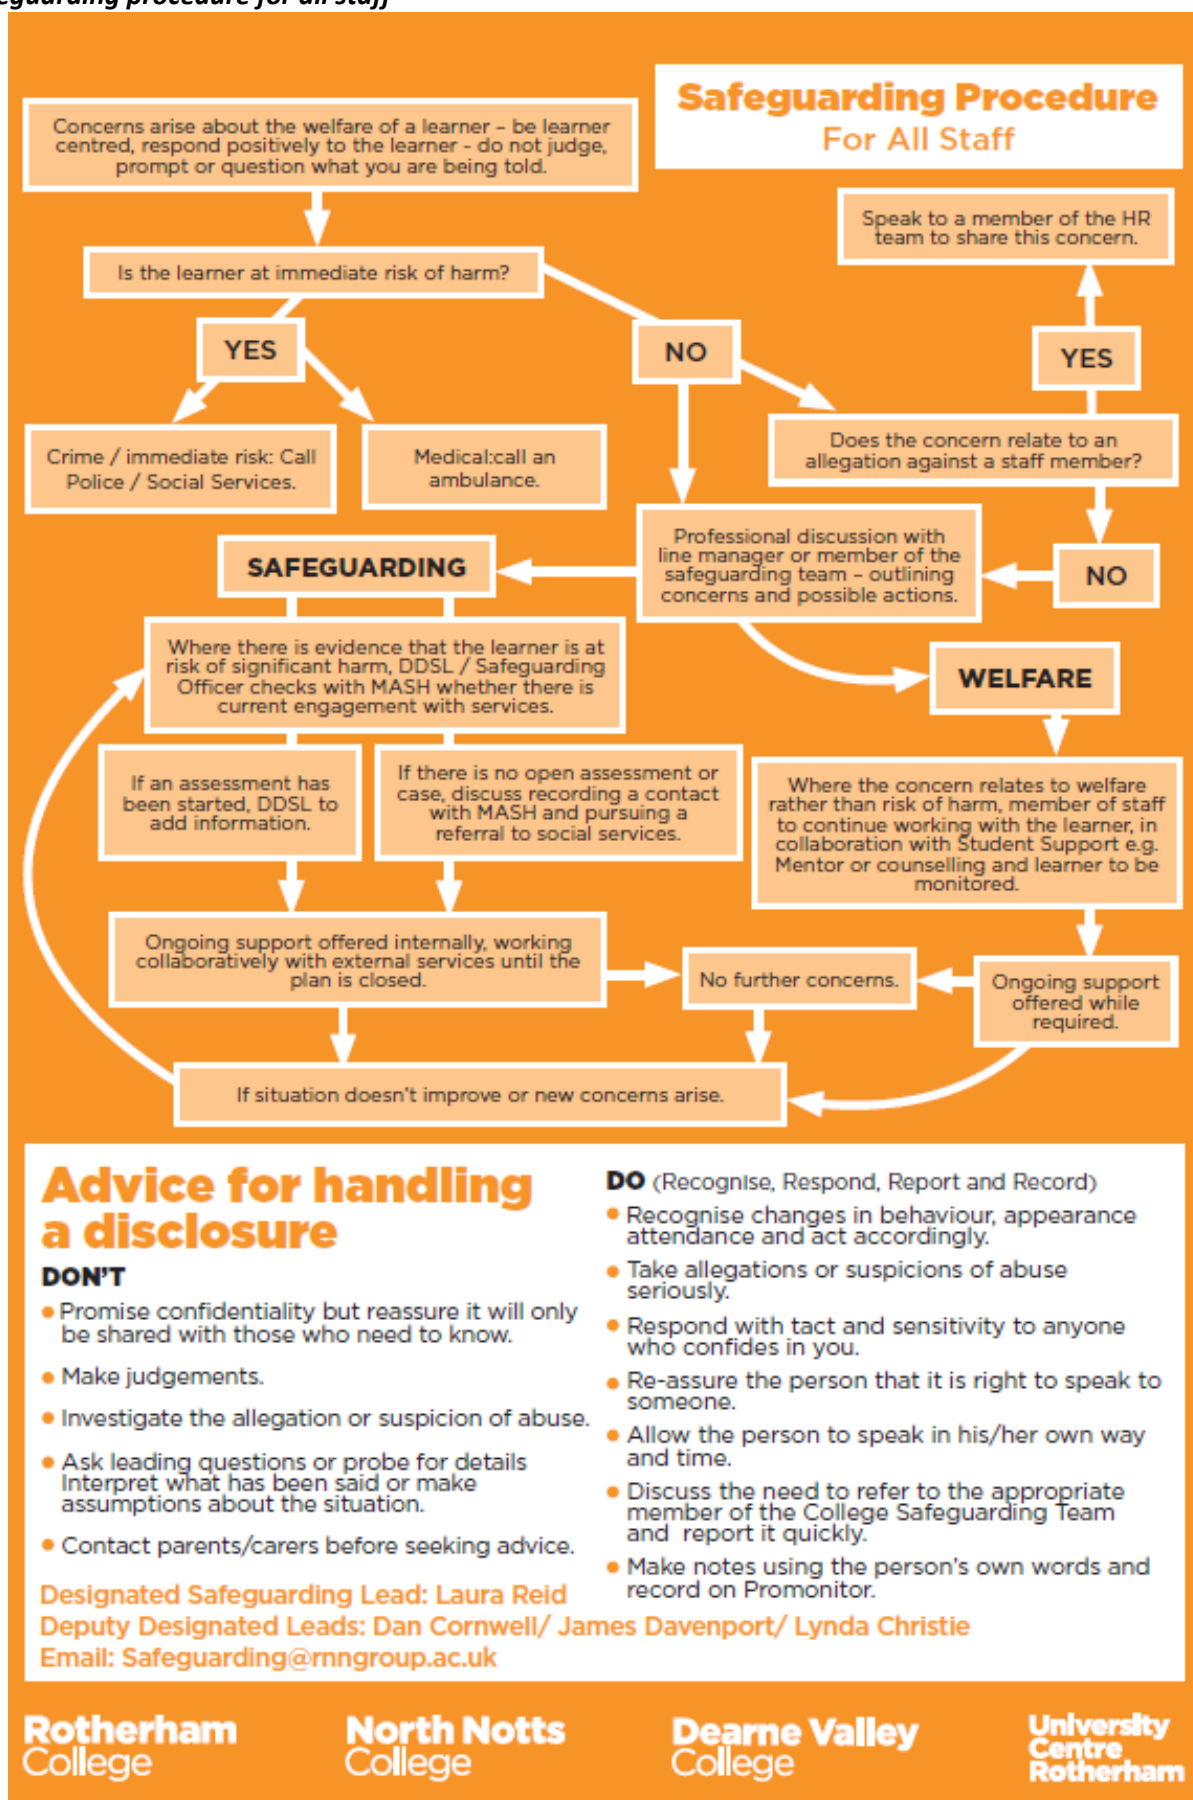 eguarding procedure for all staff
Safeguarding Procedure
For All Staff
Concerns arise about the welfare of a learner – be learner
centred, respond positively to the learner - do not judge,
prompt or question what you are being told.
Speak to a member of the HR
team to share this concern.
Is the learner at immediate risk of harm?
YES
NO
YES
Does the concern relate to an
allegation against a staff member?
Crime / immediate risk: Call
Police / Social Services.
Medical:call an
ambulance.
Professional discussion with
line manager or member of the
safeguarding team – outlining
concerns and possible actions.
NO
SAFEGUARDING
Where there is evidence that the learner is at
risk of significant harm, DDSL / Safeguarding
Officer checks with MASH whether there is
current engagement with services.
WELFARE
If an assessment has
been started, DDSL to
add information.
If there is no open assessment or
case, discuss recording a contact
with MASH and pursuing a
referral to social services.
Where the concern relates to welfare
rather than risk of harm, member of staff
to continue working with the learner, in
collaboration with Student Support e.g.
Mentor or counselling and learner to be
monitored.
Ongoing support offered internally, working
collaboratively with external services until the
plan is closed.
No further concerns.
Ongoing support
offered while
required.
If situation doesn't improve or new concerns arise.
Advice for handling
a disclosure
DON'T
Promise confidentiality but reassure it will only
be shared with those who need to know.
Make judgements.
Investigate the allegation or suspicion of abuse.
Ask leading questions or probe for details
Interpret what has been said or make
assumptions about the situation.
Contact parents/carers before seeking advice.
DO (Recognise, Respond, Report and Record)
Recognise changes in behaviour, appearance
attendance and act accordingly.
Take allegations or suspicions of abuse
seriously.
Respond with tact and sensitivity to anyone
who confides in you.
Re-assure the person that it is right to speak to
someone.
Allow the person to speak in his/her own way
and time.
Discuss the need to refer to the appropriate
member of the College Safeguarding Team
and report it quickly.
Make notes using the person's own words and
record on Promonitor.
Designated Safeguarding Lead: Laura Reid
Deputy Designated Leads: Dan Cornwell/ James Davenport/ Lynda Christie
Email: Safeguarding@rnngroup.ac.uk
Rotherham
College
North Notts
College
Dearne Valley
College
University
Centre
Rotherham